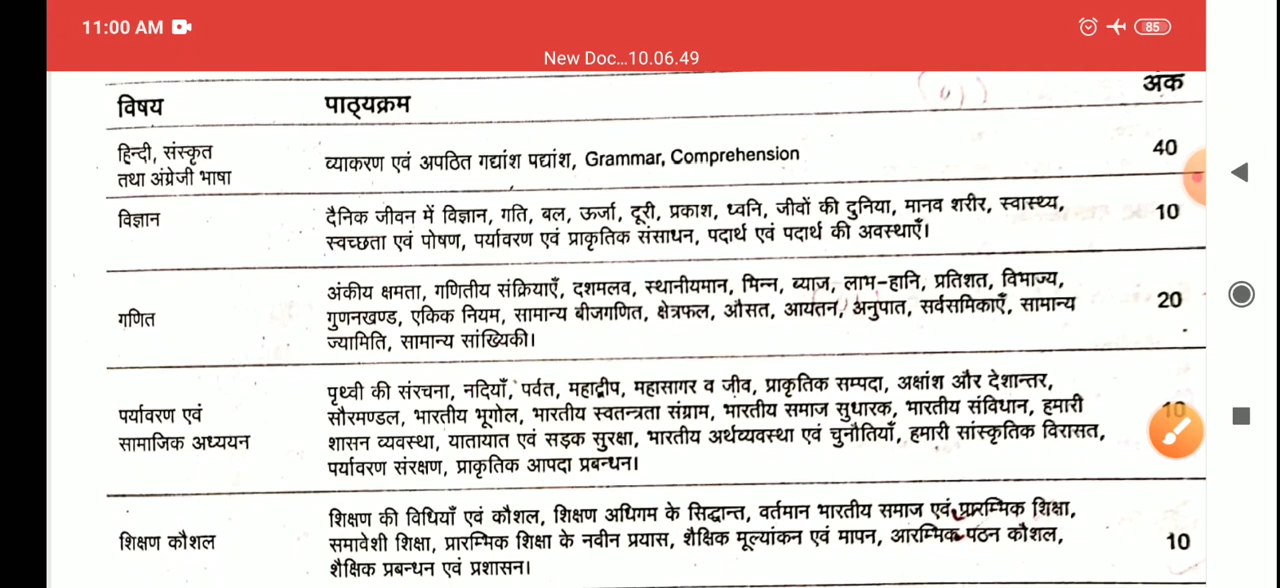 11:00 AM
85
New Doc...10.06.49
विषय पाठ्यक्रम अंक
हिन्दी, संस्कृत
तथा अंग्रेजी भाषा
व्याकरण एवं अपठित गद्यांश पद्यांश, Grammar, Comprehension 40
विज्ञान
दैनिक जीवन में विज्ञान, गति, बल, ऊर्जा, दूरी, प्रकाश, ध्वनि, जीवों की दुनिया, मानव शरीर, स्वास्थ्य, 10
स्वच्छता एवं पोषण, पर्यावरण एवं प्राकृतिक संसाधन, पदार्थ एवं पदार्थ की अवस्थाएँ।
गणित
अंकीय क्षमता, गणितीय संक्रियाएँ, दशमलव, स्थानीयमान, भिन्न, ब्याज, लाभ-हानि, प्रतिशत, विभाज्य,
गुणनखण्ड, एकिक नियम, सामान्य बीजगणित, क्षेत्रफल, औसत, आयतन, अनुपात, सर्वसमिकाएँ, सामान्य 20
ज्यामिति, सामान्य सांख्यिकी।
पर्यावरण एवं
सामाजिक अध्ययन
पृथ्वी की संरचना, नदियाँ, पर्वत, महाद्वीप, महासागर व जीव, प्राकृतिक सम्पदा, अक्षांश और देशान्तर,
सौरमण्डल, भारतीय भूगोल, भारतीय स्वतन्त्रता संग्राम, भारतीय समाज सुधारक, भारतीय संविधान, हमारी 10
शासन व्यवस्था, यातायात एवं सड़क सुरक्षा, भारतीय अर्थव्यवस्था एवं चुनौतियाँ, हमारी सांस्कृतिक विरासत,
पर्यावरण संरक्षण, प्राकृतिक आपदा प्रबन्धन।
शिक्षण कौशल
शिक्षण की विधियाँ एवं कौशल, शिक्षण अधिगम के सिद्धान्त, वर्तमान भारतीय समाज एवं प्रारम्भिक शिक्षा,
समावेशी शिक्षा, प्रारम्भिक शिक्षा के नवीन प्रयास, शैक्षिक मूल्यांकन एवं मापन, आरम्भिक पठन कौशल, 10
शैक्षिक प्रबन्धन एवं प्रशासन।